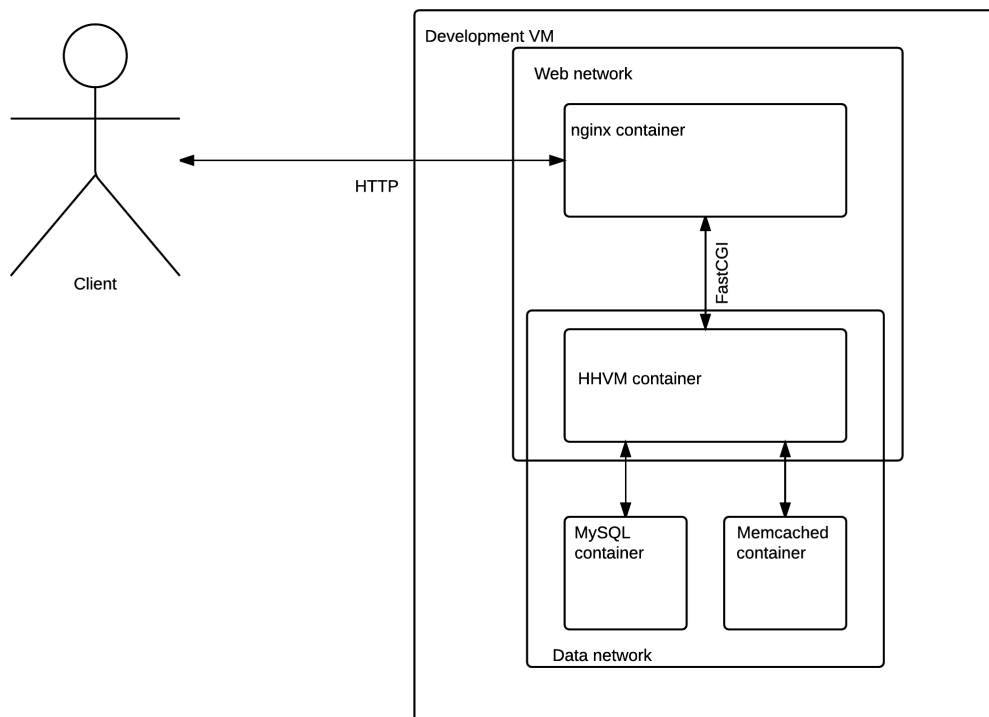 Development VM
Web network
nginx container
HTTP
FastCGI
Client
HHVM container
MySQL
container
Memcached
container
Data network